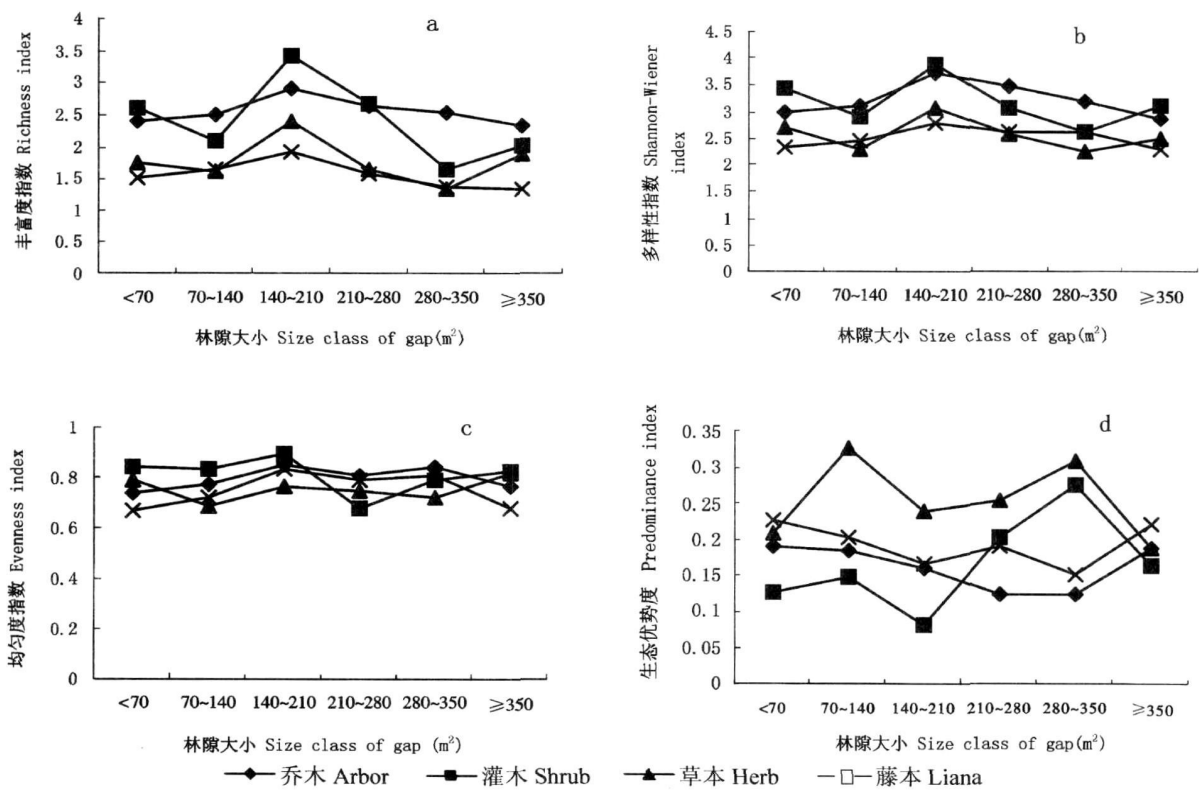 a
4
3.5
3
2.5
2
1.5
1
0.5
0
丰富度指数 Richness index
<70 70~140 140~210 210~280 280~350 ≥350
林隙大小 Size class of gap(m²)
b
4.5
4
3.5
3
2.5
2
1.5
1
0.5
0
多样性指数 Shannon-Wiener
index
<70 70~140 140~210 210~280 280~350 ≥350
林隙大小 Size class of gap(m²)
c
1
0.8
0.6
0.4
0.2
0
均匀度指数 Evenness index
<70 70~140 140~210 210~280 280~350 ≥350
林隙大小 Size class of gap (m²)
d
0.35
0.3
0.25
0.2
0.15
0.1
0.05
0
生态优势度 Predominance index
<70 70~140 140~210 210~280 280~350 ≥350
林隙大小 Size class of gap(m²)
乔木 Arbor 灌木 Shrub 草本 Herb 藤本 Liana